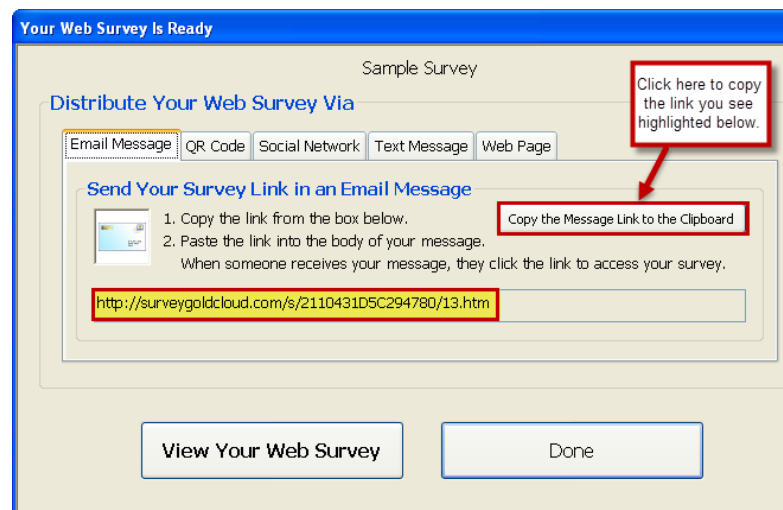 Your Web Survey Is Ready
Sample Survey
Click here to copy
the link you see
highlighted below.
Distribute Your Web Survey Via
Email Message QR Code Social Network Text Message Web Page
Send Your Survey Link in an Email Message
1. Copy the link from the box below.
Copy the Message Link to the Clipboard
2. Paste the link into the body of your message.
When someone receives your message, they click the link to access your survey.
http://surveygoldcloud.com/s/2110431D5C294780/13.htm
View Your Web Survey
Done